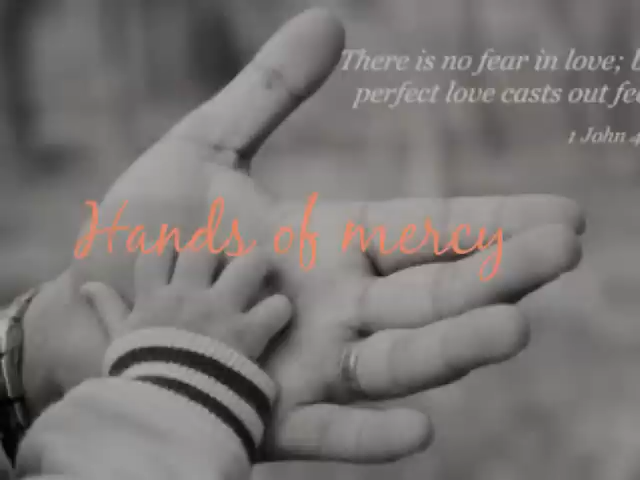 There is no fear in love;
perfect love casts out
1 John
Hands of mercy